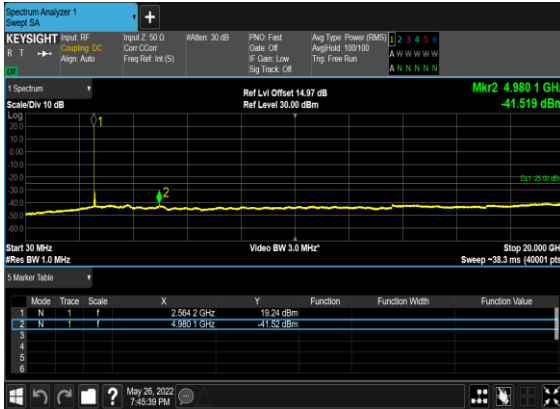 Spectrum Analyzer 1
Swept SA
+
KEYSIGHT Input: RF Input Z: 50 Ω #Atten: 30 dB PNO: Fast Avg Type: Power (RMS) 1 2 3 4 5 6
R T Coupling: DC Corr CCorr Gate: Off Avg|Hold: 100/100 A W W W W W
Align: Auto Freq Ref: Int (S) IF Gain: Low Trig: Free Run
Sig Track: Off A N N N N N
1 Spectrum Ref Lvl Offset 14.97 dB Mkr2 4.980 1 GHz
Scale/Div 10 dB Ref Level 30.00 dBm -41.519 dBm
Log
1
20.0
10.0
0.00
-10.0
-20.0
DL1 -25.00 dBm
-30.0
2
-40.0
-50.0
-60.0
Start 30 MHz Video BW 3.0 MHz* Stop 20.000 GHz
#Res BW 1.0 MHz Sweep ~38.3 ms (40001 pts)
5 Marker Table
Mode Trace Scale X Y Function Function Width Function Value
1 N 1 f 2.564 2 GHz 19.24 dBm
2 N 1 f 4.980 1 GHz -41.52 dBm
3
4
5
6
? May 26, 2022
7:45:39 PM